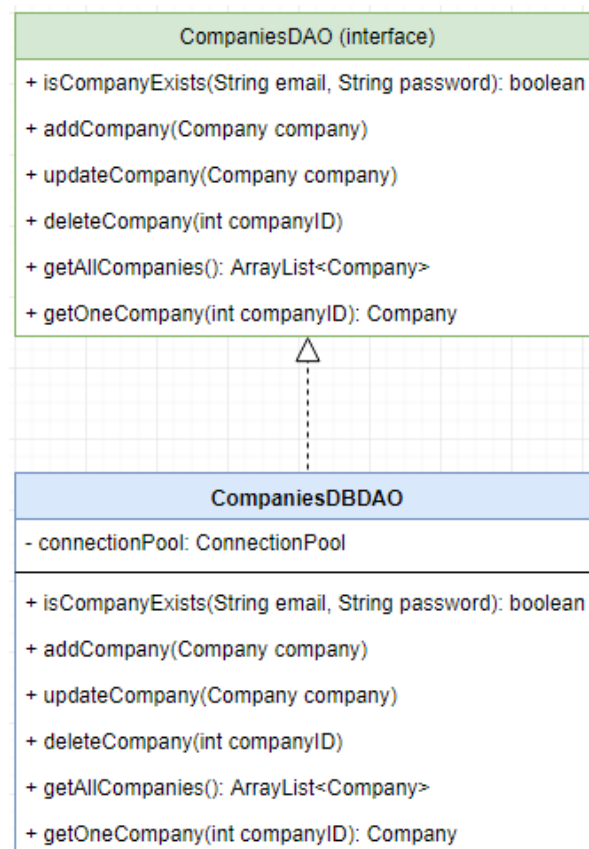 CompaniesDAO (interface)
+ isCompanyExists(String email, String password): boolean
+ addCompany(Company company)
+ updateCompany(Company company)
+ deleteCompany(int companyID)
+ getAllCompanies(): ArrayList<Company>
+ getOneCompany(int companyID): Company
CompaniesDBDAO
- connectionPool: ConnectionPool
+ isCompanyExists(String email, String password): boolean
+ addCompany(Company company)
+ updateCompany(Company company)
+ deleteCompany(int companyID)
+ getAllCompanies(): ArrayList<Company>
+ getOneCompany(int companyID): Company